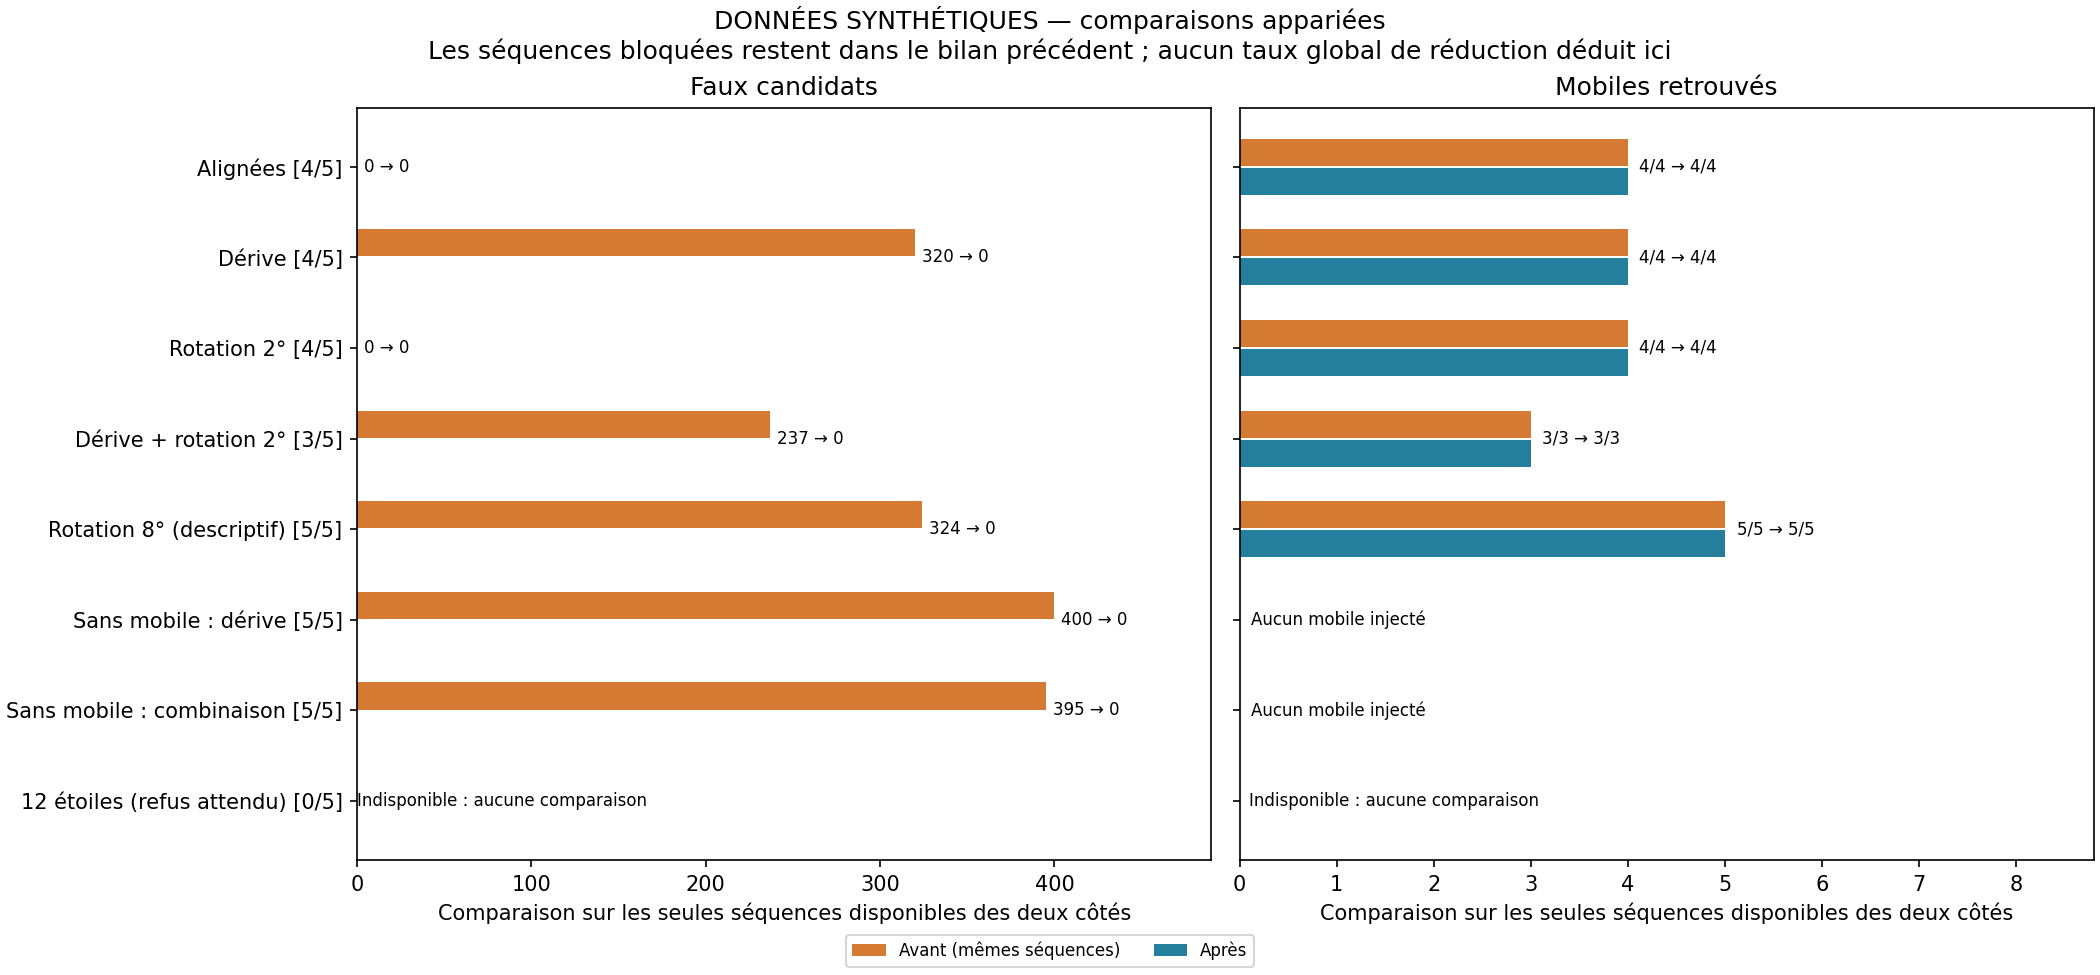 DONNÉES SYNTHÉTIQUES — comparaisons appariées
Les séquences bloquées restent dans le bilan précédent ; aucun taux global de réduction déduit ici
Faux candidats
Mobiles retrouvés
Alignées [4/5]
0 → 0
4/4 → 4/4
Dérive [4/5]
320 → 0
4/4 → 4/4
Rotation 2° [4/5]
0 → 0
4/4 → 4/4
Dérive + rotation 2° [3/5]
237 → 0
3/3 → 3/3
Rotation 8° (descriptif) [5/5]
324 → 0
5/5 → 5/5
Sans mobile : dérive [5/5]
400 → 0
Aucun mobile injecté
Sans mobile : combinaison [5/5]
395 → 0
Aucun mobile injecté
12 étoiles (refus attendu) [0/5]
Indisponible : aucune comparaison
Indisponible : aucune comparaison
0 100 200 300 400
0 1 2 3 4 5 6 7 8
Comparaison sur les seules séquences disponibles des deux côtés
Comparaison sur les seules séquences disponibles des deux côtés
Avant (mêmes séquences)
Après